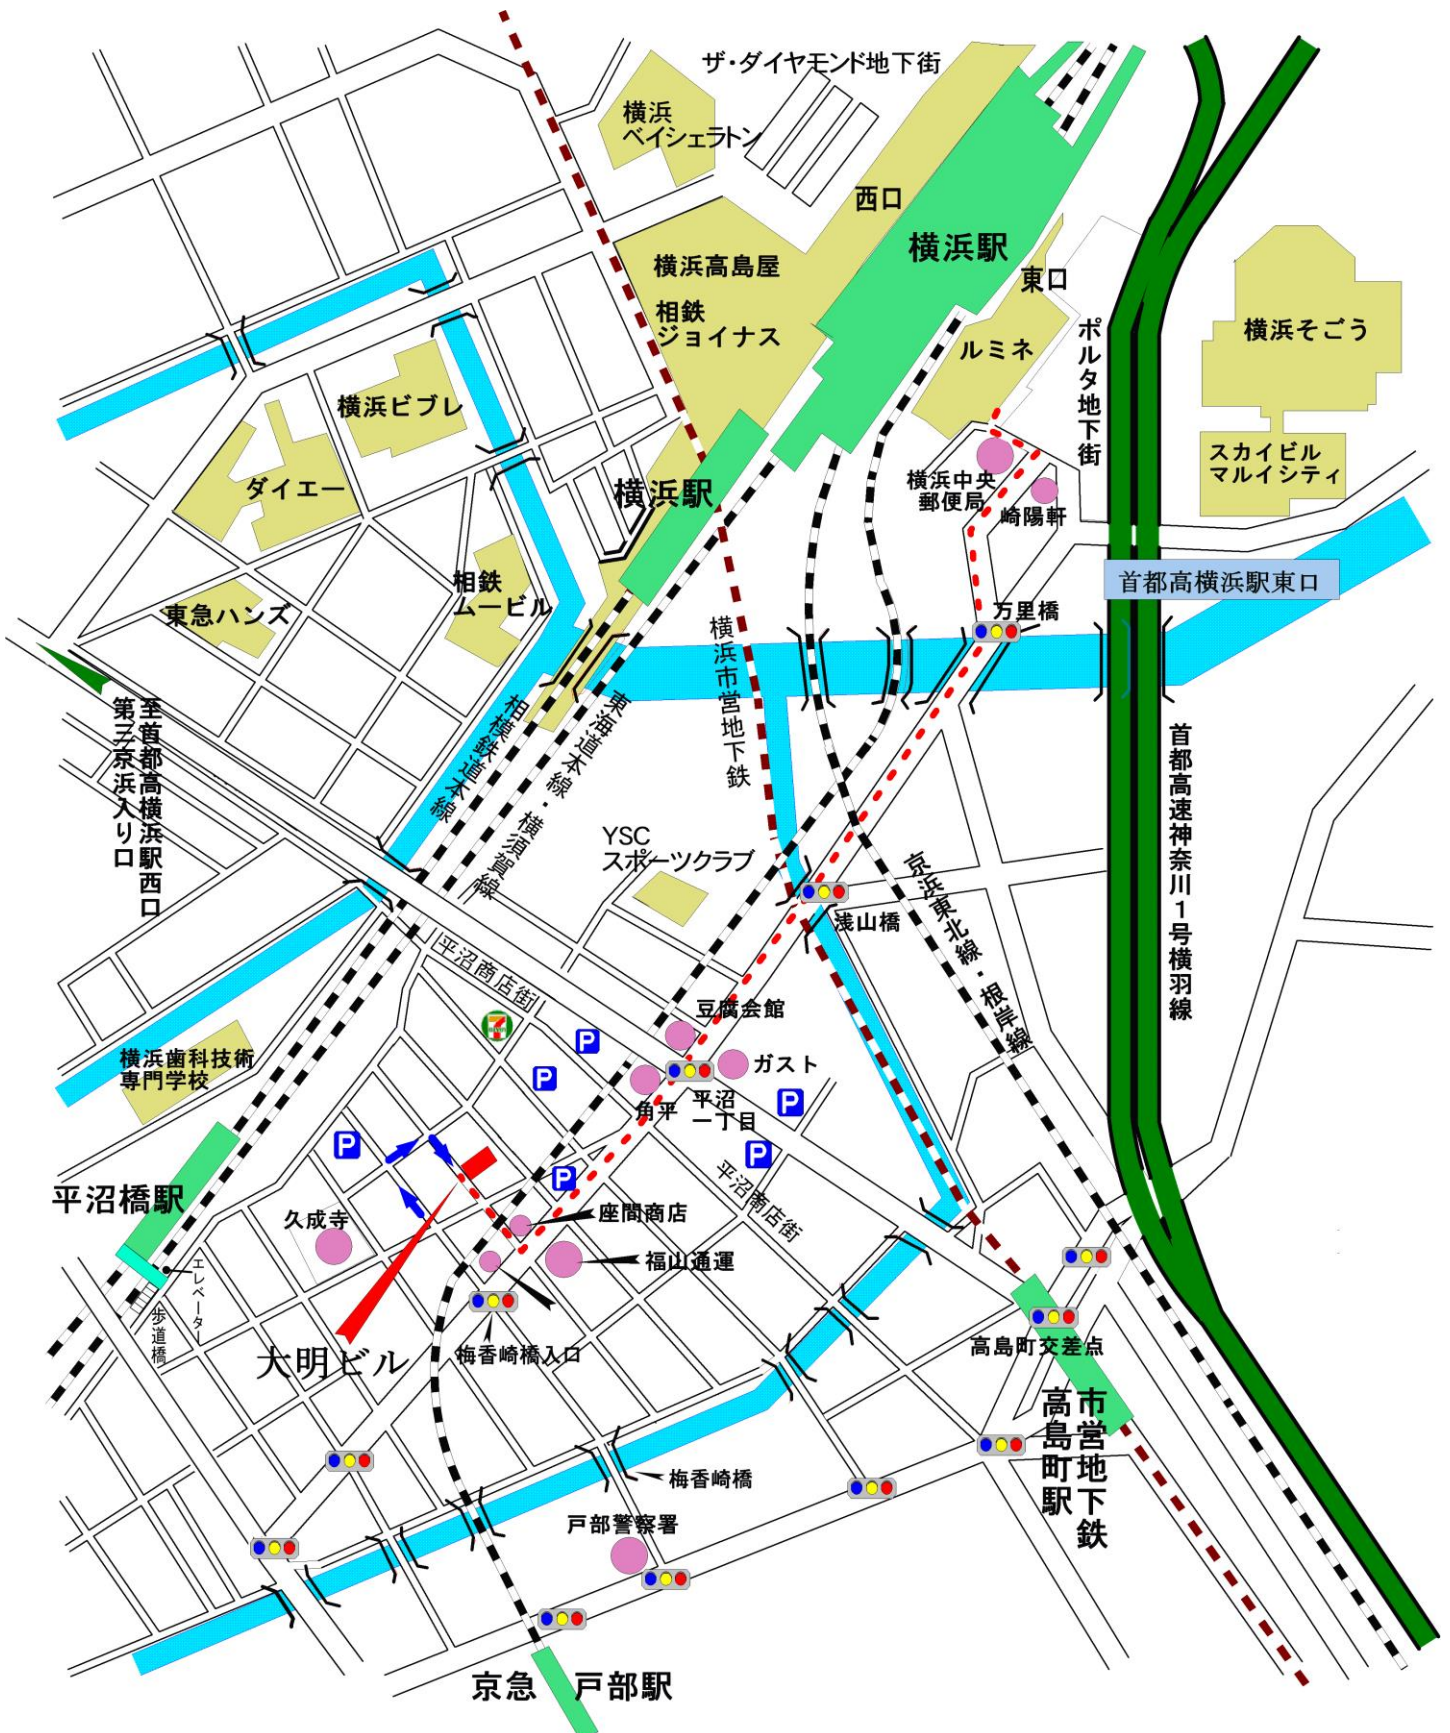 ザ・ダイヤモンド地下街
横浜
ベイシェラトン
西口
横浜駅
東口
横浜高島屋
相鉄
ジョイナス
ルミネ
ポルタ地下街
横浜そごう
横浜ビブレ
スカイビル
マルイシティ
ダイエー
横浜駅
横浜中央
郵便局
崎陽軒
首都高横浜駅東口
相鉄
ムービル
東急ハンズ
万里橋
横浜市営地下鉄
至首都高横浜駅西口
第三京浜入り口
相模鉄道本線
東海道本線・横須賀線
首都高速神奈川1号横羽線
YSC
スポーツクラブ
京浜東北線・根岸線
浅山橋
平沼商店街
7
豆腐会館
P
ガスト
P
横浜歯科技術
専門学校
角平
平沼
一丁目
P
P
P
P
平沼商店街
平沼橋駅
久成寺
座間商店
福山通運
エレベーター
歩道橋
大明ビル
梅香崎橋入口
高島町交差点
市営地下鉄
高島町駅
梅香崎橋
戸部警察署
京急 戸部駅